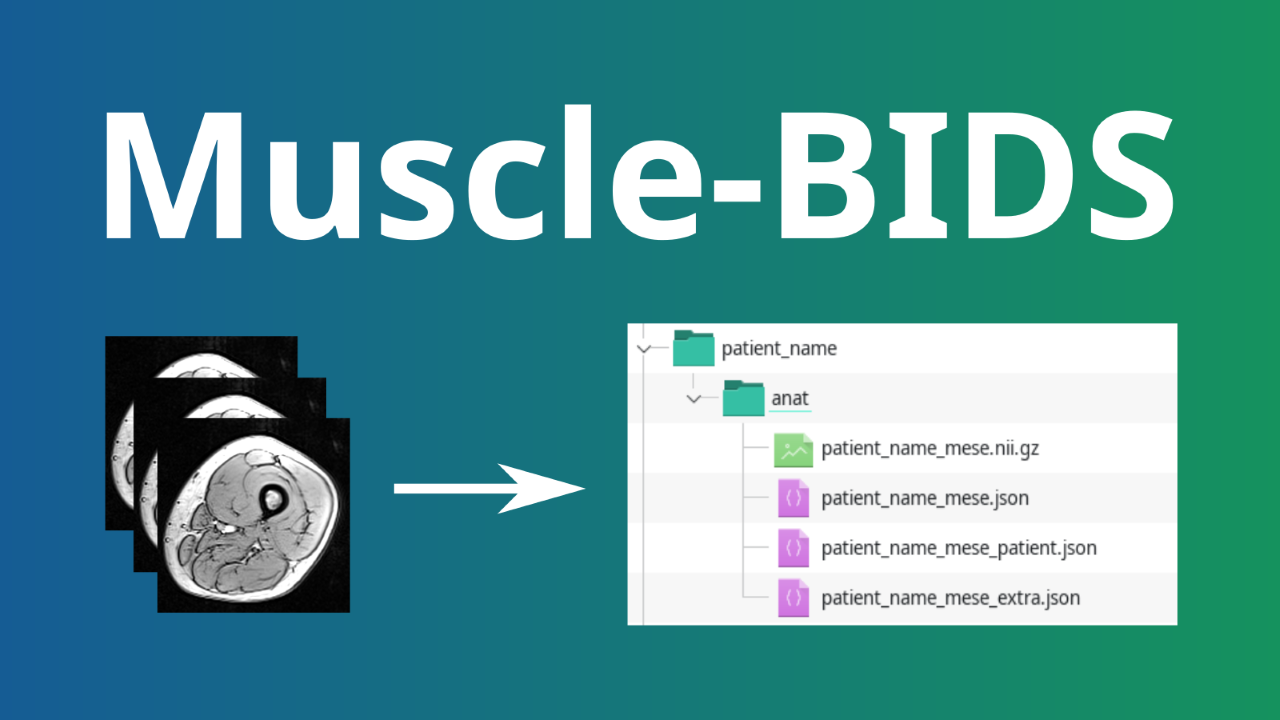 Muscle-BIDS
patient_name
anat
patient_name_mese.nii.gz
patient_name_mese.json
patient_name_mese_patient.json
patient_name_mese_extra.json